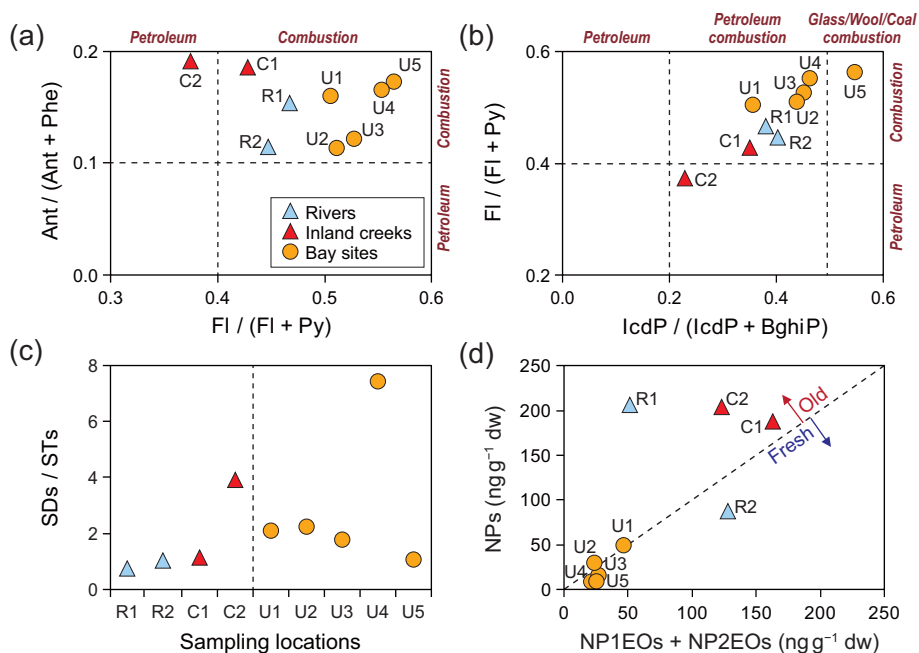 (a)
Petroleum
Combustion
0.2
0.1
0.0
0.3
0.4
0.5
0.6
Ant / (Ant + Phe)
Fl / (Fl + Py)
C2
C1
R1
R2
U1
U2
U3
U4
U5
Rivers
Inland creeks
Bay sites
Combustion
Petroleum
(b)
Petroleum
Petroleum
combustion
Glass/Wool/Coal
combustion
0.6
0.4
0.2
0.0
0.2
0.4
0.6
Fl / (Fl + Py)
IcdP / (IcdP + BghiP)
U1
U3
U4
U5
U2
R1
R2
C1
C2
Combustion
Petroleum
(c)
8
6
4
2
0
SDs / STs
R1
R2
C1
C2
U1
U2
U3
U4
U5
Sampling locations
(d)
250
200
150
100
50
0
NPs (ng g⁻¹ dw)
R1
C2
C1
R2
U1
U2
U3
U4
U5
Old
Fresh
0
50
100
150
200
250
NP1EOs + NP2EOs (ng g⁻¹ dw)